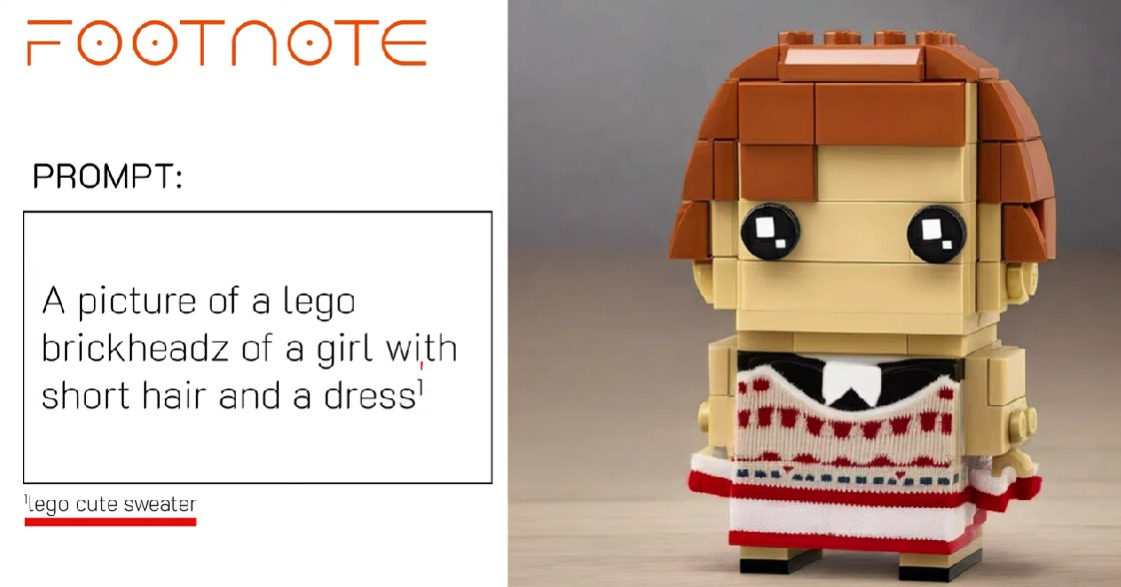 FOOTNOTE
PROMPT:
A picture of a lego
brickheadz of a girl with
short hair and a dress¹
¹lego cute sweater